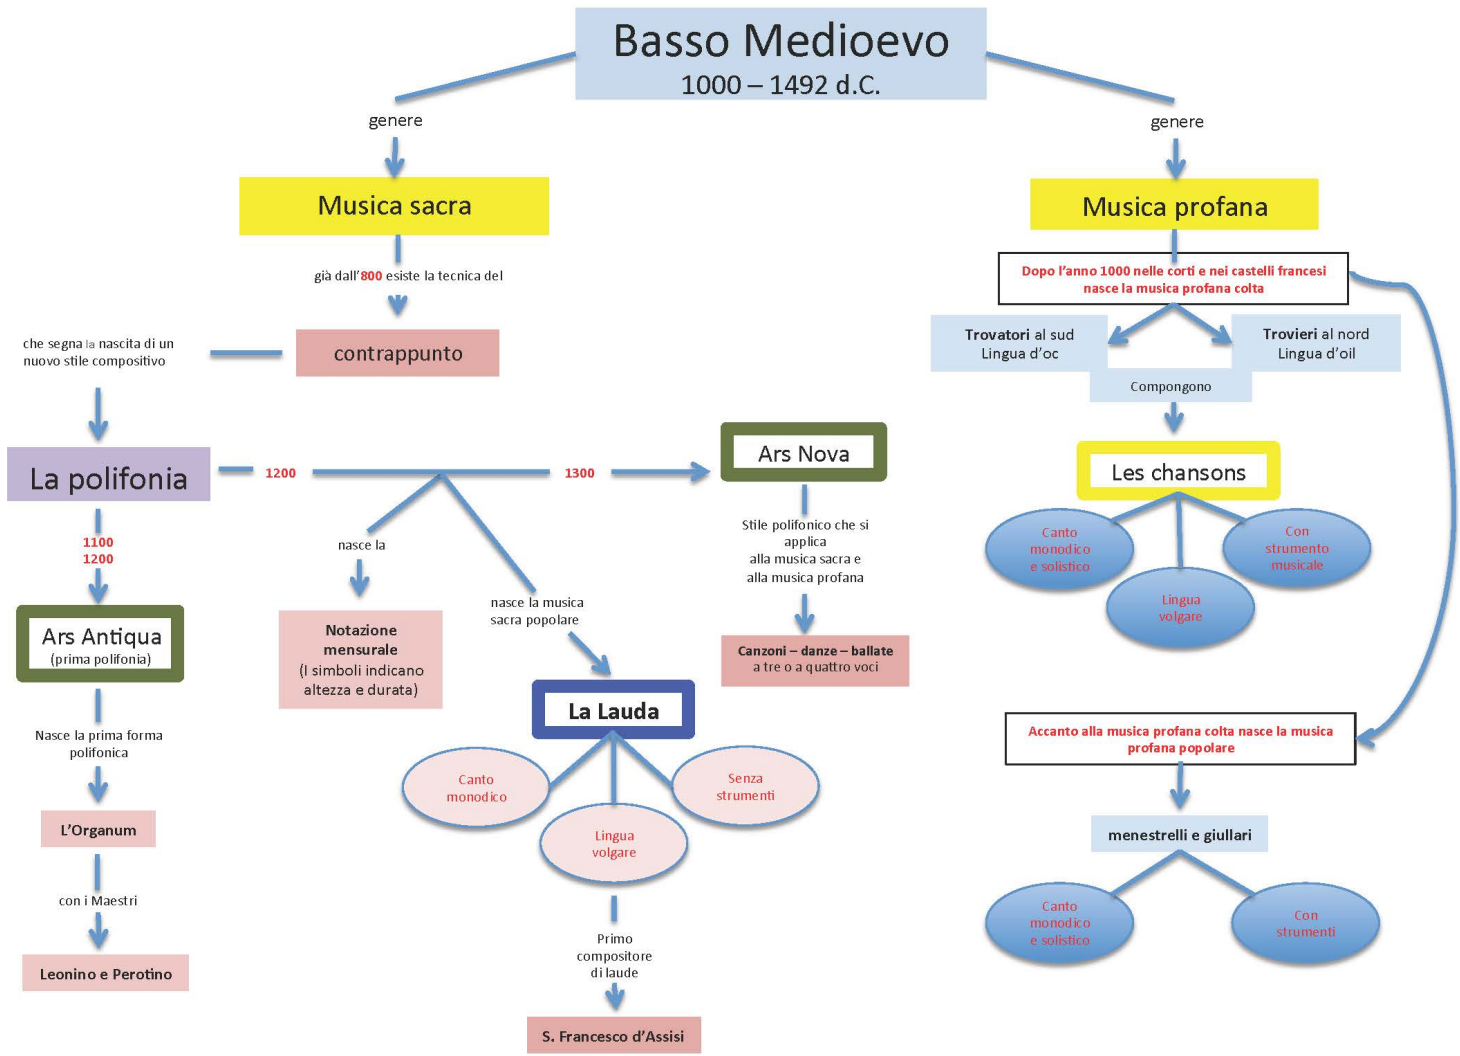 Basso Medioevo
1000 – 1492 d.C.
genere
genere
Musica sacra
Musica profana
già dall'800 esiste la tecnica del
contrappunto
che segna la nascita di un
nuovo stile compositivo
La polifonia
1200
1300
Ars Nova
1100
1200
nasce la
Stile polifonico che si
applica
alla musica sacra e
alla musica profana
Ars Antiqua
(prima polifonia)
Notazione
mensurale
(I simboli indicano
altezza e durata)
nasce la musica
sacra popolare
Canzoni – danze – ballate
a tre o a quattro voci
La Lauda
Nasce la prima forma
polifonica
Canto
monodico
Senza
strumenti
Lingua
volgare
L'Organum
con i Maestri
Leonino e Perotino
Primo
compositore
di laude
S. Francesco d'Assisi
Dopo l'anno 1000 nelle corti e nei castelli francesi
nasce la musica profana colta
Trovatori al sud
Lingua d'oc
Trovieri al nord
Lingua d'oil
Compongono
Les chansons
Canto
monodico
e solistico
Con
strumento
musicale
Lingua
volgare
Accanto alla musica profana colta nasce la musica
profana popolare
menestrelli e giullari
Canto
monodico
e solistico
Con
strumenti